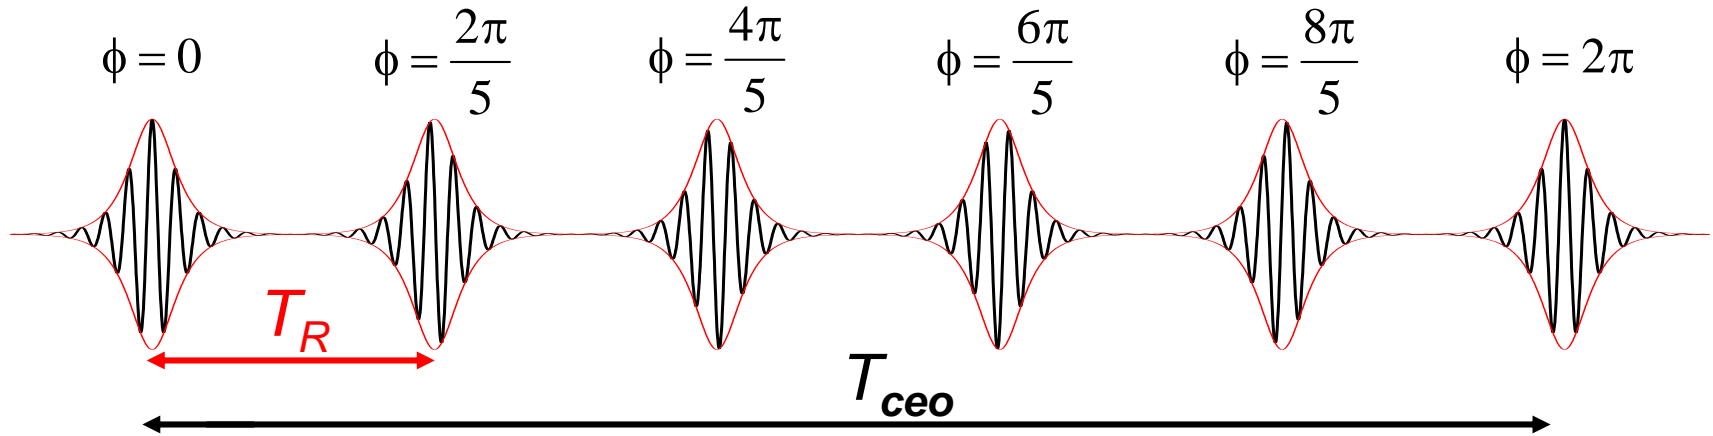 ϕ = 0
ϕ = 2π/5
ϕ = 4π/5
ϕ = 6π/5
ϕ = 8π/5
ϕ = 2π
T_R
T_ceo